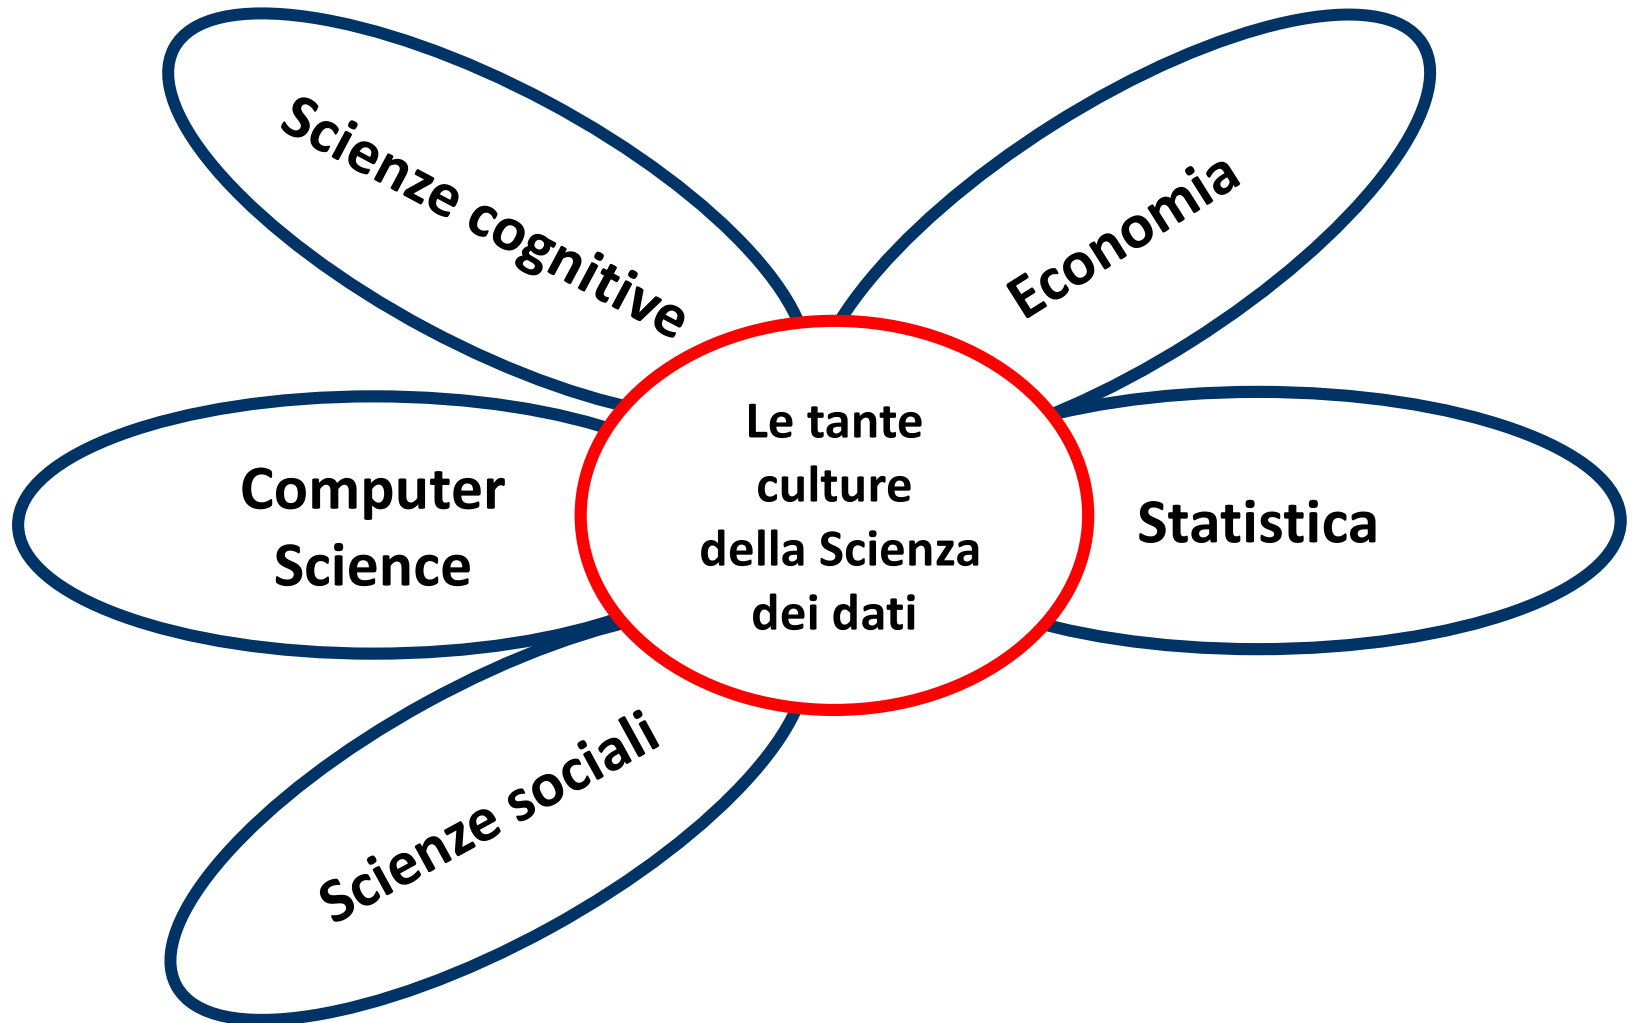 Scienze cognitive
Economia
Le tante
culture
della Scienza
dei dati
Computer
Science
Statistica
Scienze sociali